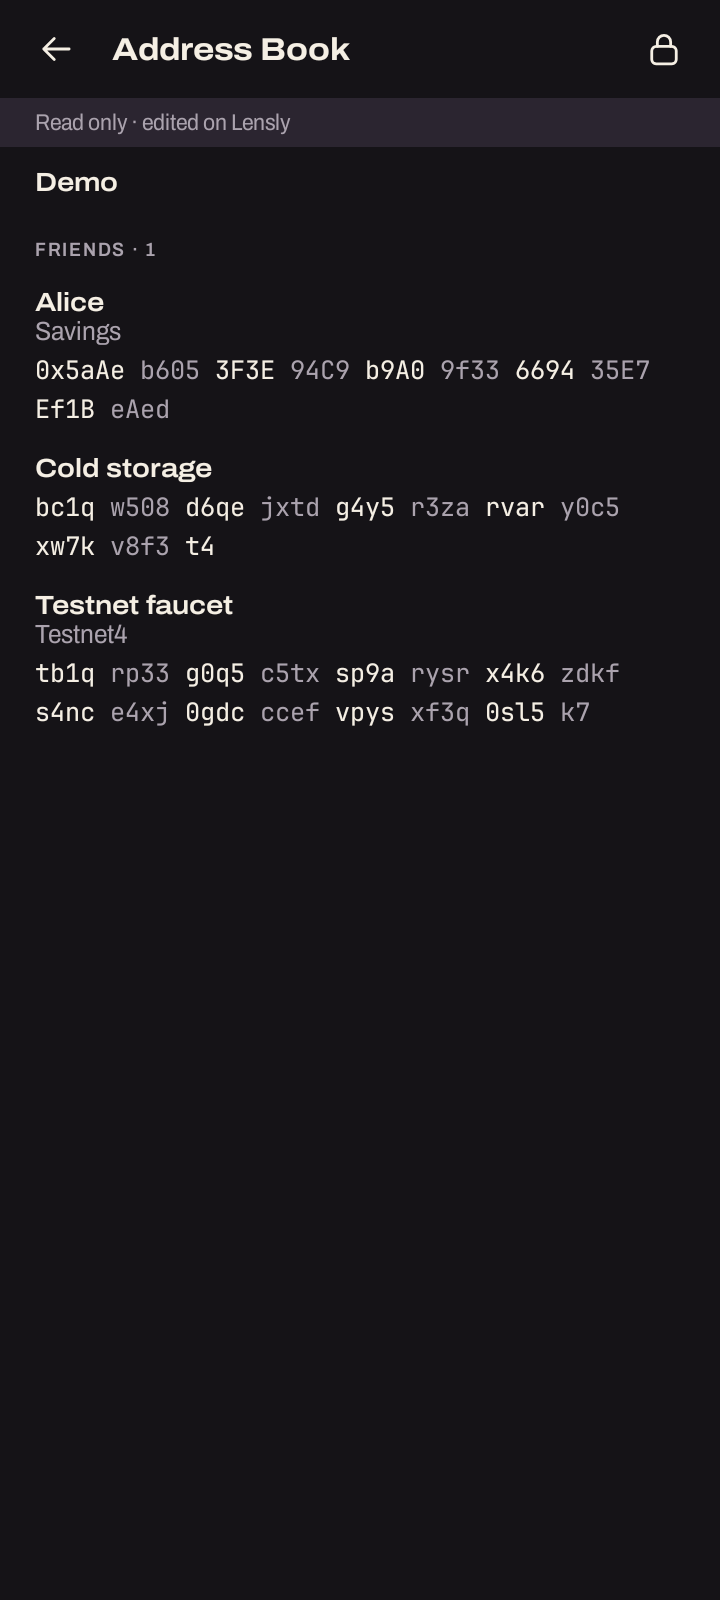 Address Book
Read only · edited on Lensly
Demo
FRIENDS · 1
Alice
Savings
0x5aAe b605 3F3E 94C9 b9A0 9f33 6694 35E7
Ef1B eAed
Cold storage
bc1q w508 d6qe jxtd g4y5 r3za rvar y0c5
xw7k v8f3 t4
Testnet faucet
Testnet4
tb1q rp33 g0q5 c5tx sp9a rysr x4k6 zdkf
s4nc e4xj 0gdc ccef vpys xf3q 0sl5 k7